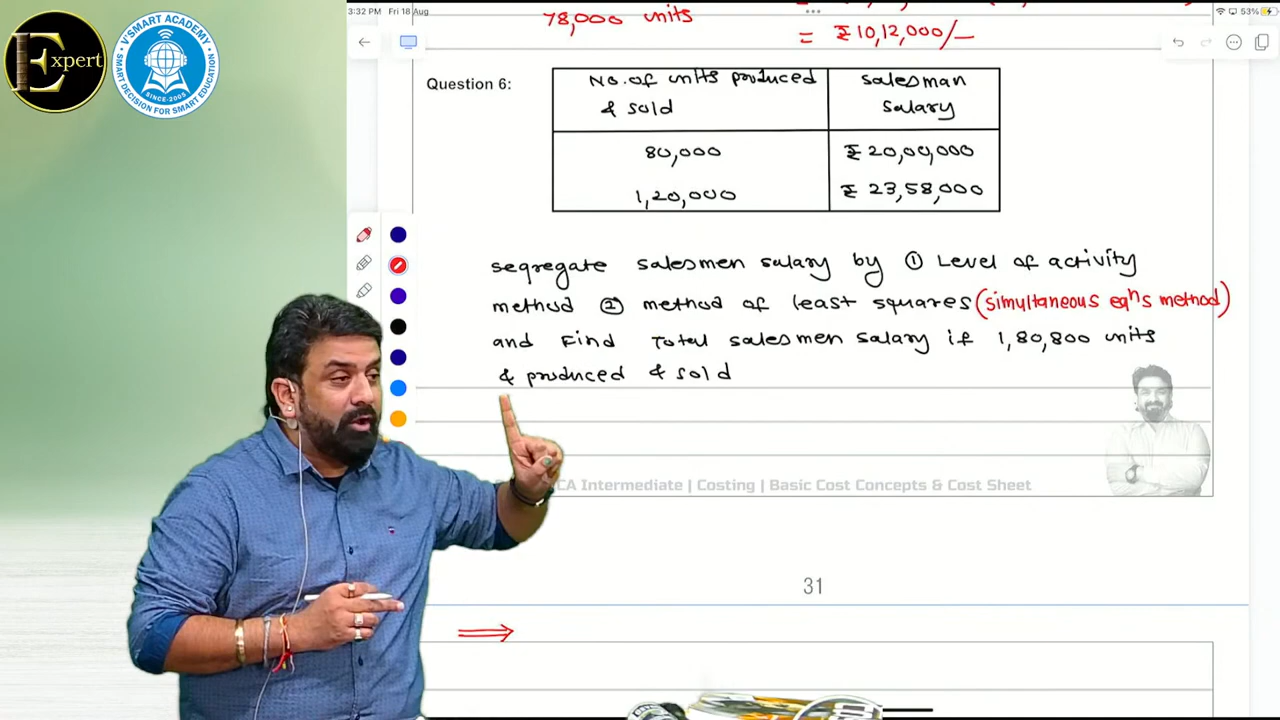 3:32 PM Fri 18 Aug
53%
78,000 units
= ₹10,12,000/-
Expert
V'SMART ACADEMY
SINCE-2005
SMART DECISION FOR SMART EDUCATION
Question 6:
No. of units produced & sold
Salesman Salary
80,000 ₹ 20,00,000
1,20,000 ₹ 23,58,000
seqregate salesmen salary by ① Level of activity
method ② method of least squares (simultaneous eqⁿs method)
and Find Total salesmen salary if 1,80,800 units
& produced & sold
CA Intermediate | Costing | Basic Cost Concepts & Cost Sheet
31
⟹